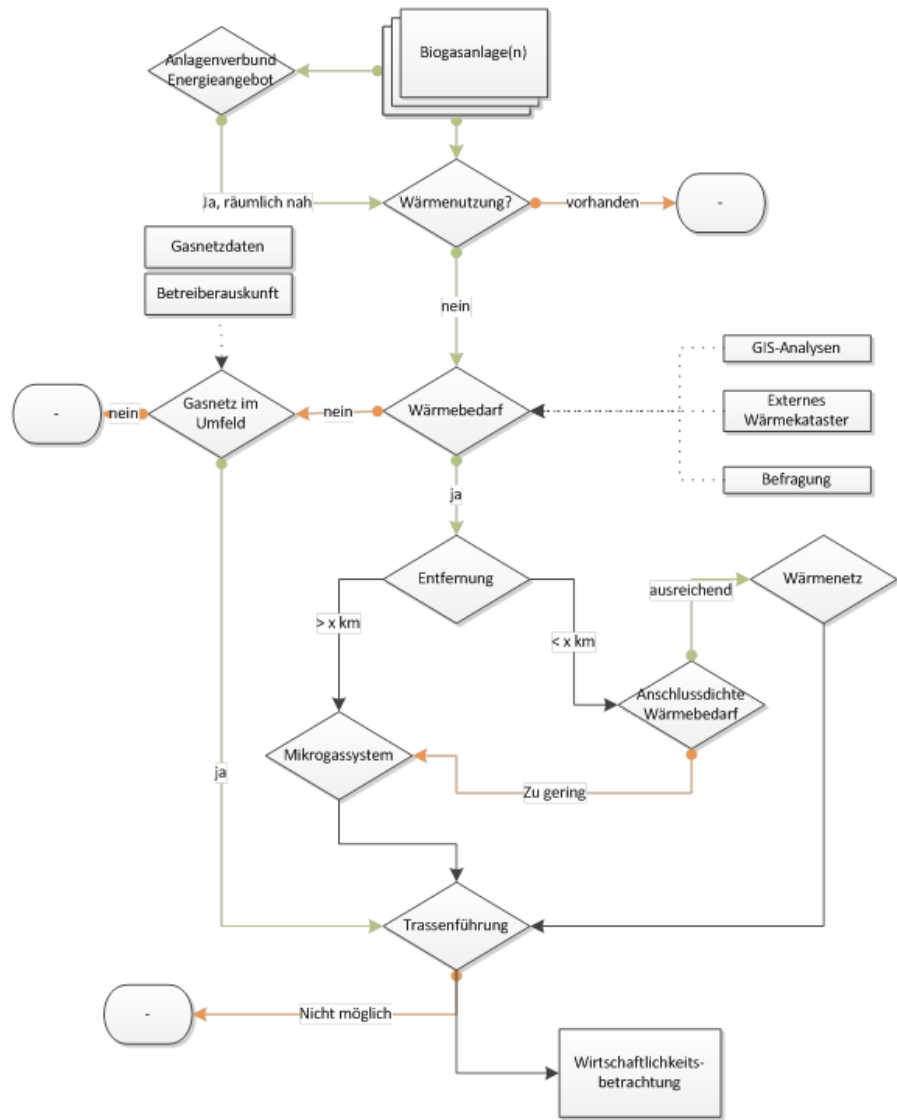 Biogasanlage(n)
Anlagenverbund
Energieangebot
Ja, räumlich nah
Wärmenutzung?
vorhanden
-
Gasnetzdaten
Betreiberauskunft
nein
GIS-Analysen
Externes
Wärmekataster
Befragung
-
nein
Gasnetz im
Umfeld
nein
Wärmebedarf
ja
Entfernung
Wärmenetz
ausreichend
> x km
< x km
Anschlussdichte
Wärmebedarf
Mikrogassystem
ja
Zu gering
Trassenführung
-
Nicht möglich
Wirtschaftlichkeits-
betrachtung